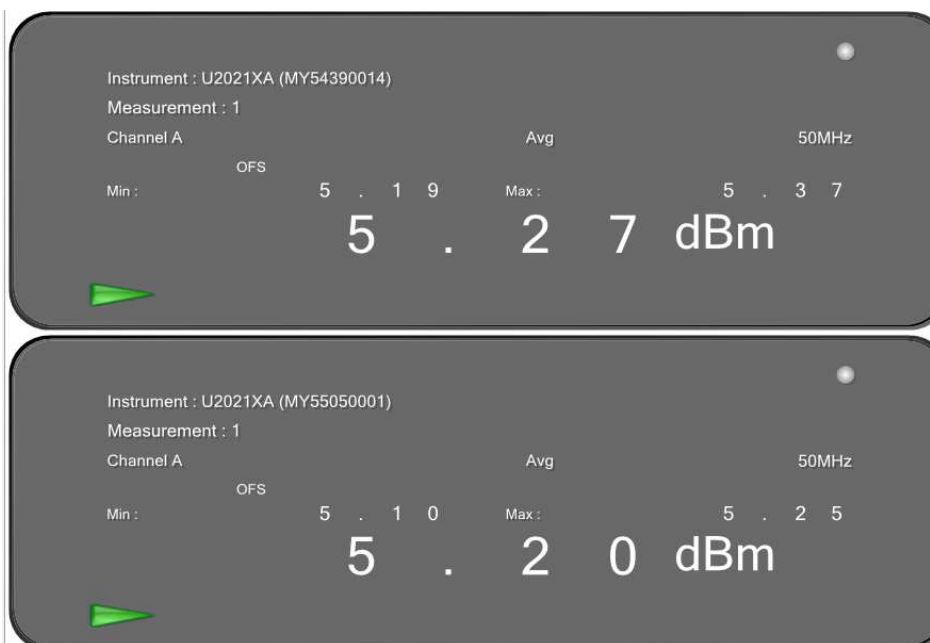 Instrument : U2021XA (MY54390014)
Measurement : 1
Channel A Avg 50MHz
OFS
Min : 5 . 1 9 Max : 5 . 3 7
5 . 2 7 dBm
Instrument : U2021XA (MY55050001)
Measurement : 1
Channel A Avg 50MHz
OFS
Min : 5 . 1 0 Max : 5 . 2 5
5 . 2 0 dBm